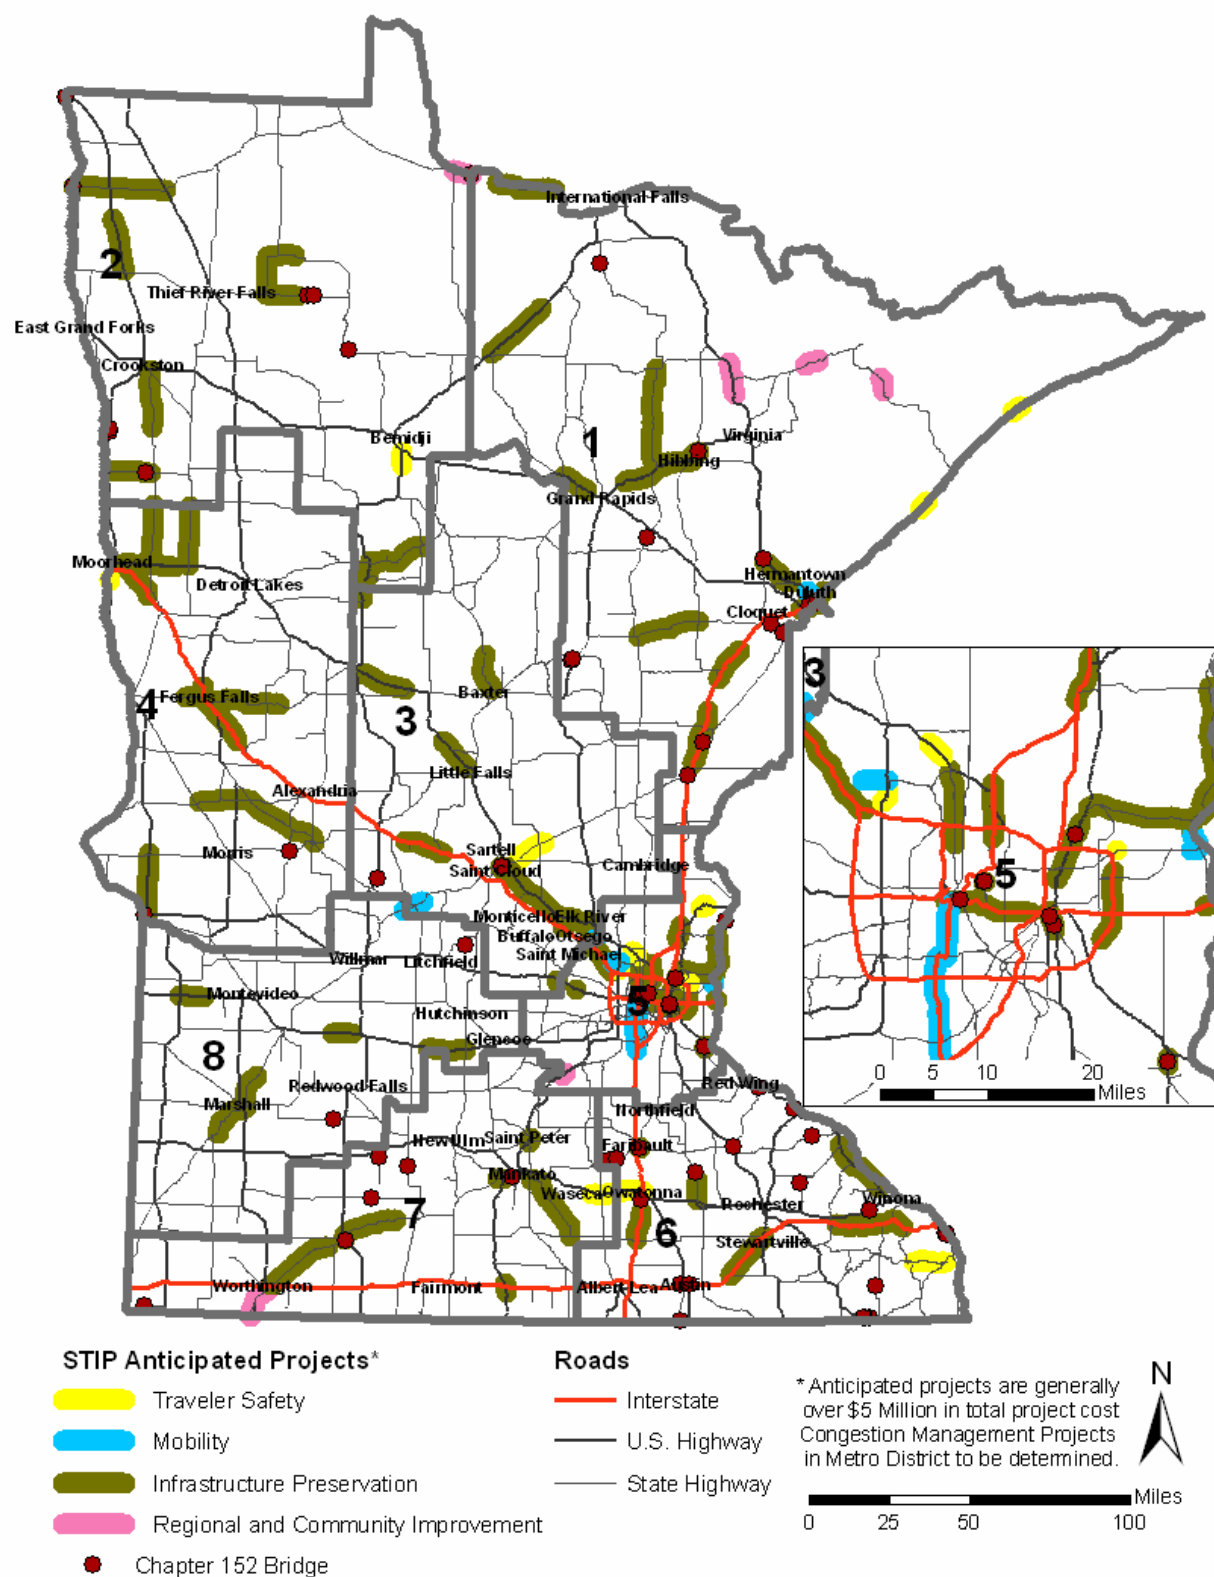 International Falls
2
Thief River Falls
East Grand Forks
Crookston
Bemidji
1
Virginia
Hibbing
Grand Rapids
Moorhead
Detroit Lakes
Hermantown
Duluth
Cloquet
3
4
Fergus Falls
Baxter
3
Little Falls
Alexandria
Morris
Sartell
Saint Cloud
Cambridge
5
Monticello
Elk River
Buffalo
Otsego
Saint Michael
Willmar
Litchfield
Montevideo
5
Hutchinson
Glencoe
8
0 5 10 20
Miles
Redwood Falls
Red Wing
Marshall
Northfield
New Ulm
Saint Peter
Faribault
Mankato
Waseca
Owatonna
Rochester
Winona
7
6
Stewartville
Worthington
Fairmont
Albert Lea
Austin
STIP Anticipated Projects*
Traveler Safety
Mobility
Infrastructure Preservation
Regional and Community Improvement
Chapter 152 Bridge
Roads
Interstate
U.S. Highway
State Highway
* Anticipated projects are generally
over $5 Million in total project cost
Congestion Management Projects
in Metro District to be determined.
N
Miles
0 25 50 100